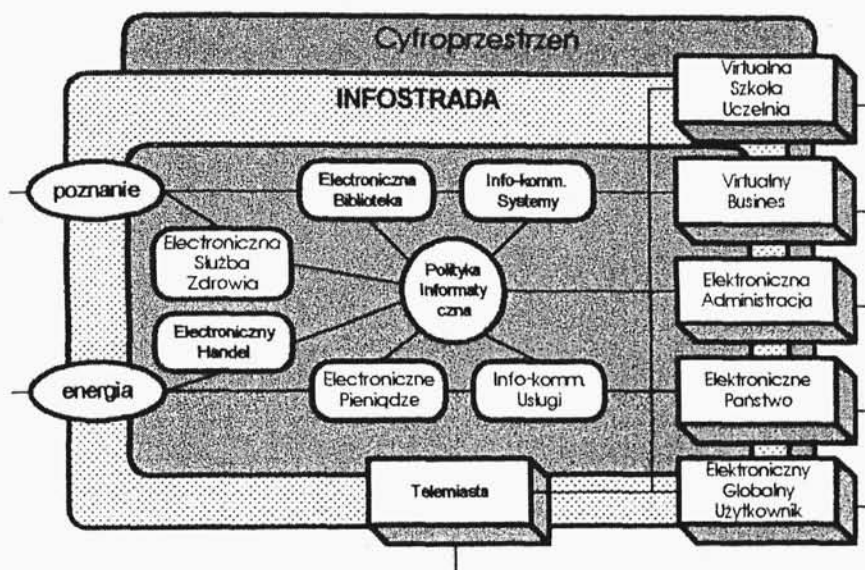 Cyfroprzestrzeń
INFOSTRADA
Virtualna
Szkoła
Uczelnia
poznanie
Electroniczna
Biblioteka
Info-komm.
Systemy
Virtualny
Busines
Electroniczna
Służba
Zdrowia
Polityka
Informaty
czna
Elektroniczna
Administracja
Electroniczny
Handel
energia
Electroniczne
Pieniądze
Info-komm.
Usługi
Elektroniczne
Państwo
Telemiasta
Elektroniczny
Globalny
Użytkownik